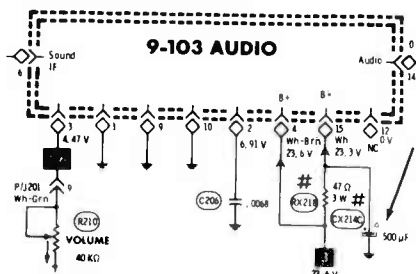 9-103 AUDIO
0
Sound
IF
6
Audio
14
B+
B+
3
1
9
10
2
4
15
12
4.47 V
6.91 V
Wh-Brn
23.6 V
Wh
23.3 V
0 V
NC
P/J201
9
Wh-Grn
R210
VOLUME
40 KΩ
C206
.0068
#
RX218
47 Ω
3 W
#
CX214C
500 µF
23.6 V